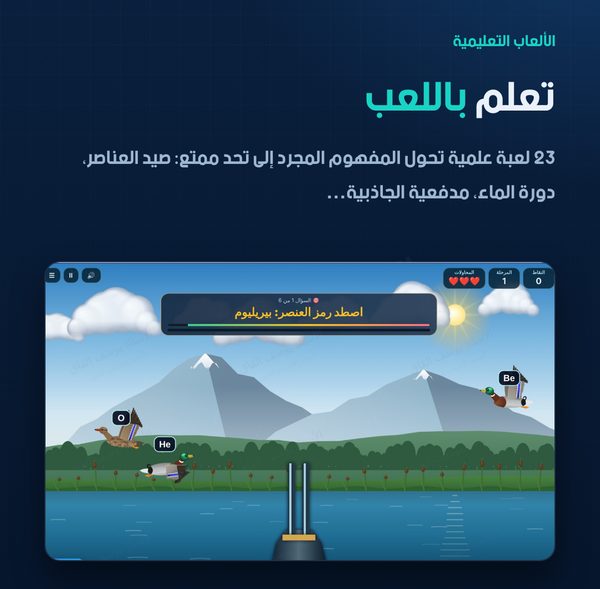 الألعاب التعليمية
تعلم باللعب
23 لعبة علمية تحول المفهوم المجرد إلى تحد ممتع: صيد العناصر،
دورة الماء، مدفعية الجاذبية...
النقاط
0
المرحلة
1
المحاولات
السؤال 1 من 6
اصطد رمز العنصر: بيريليوم
Be
O
He